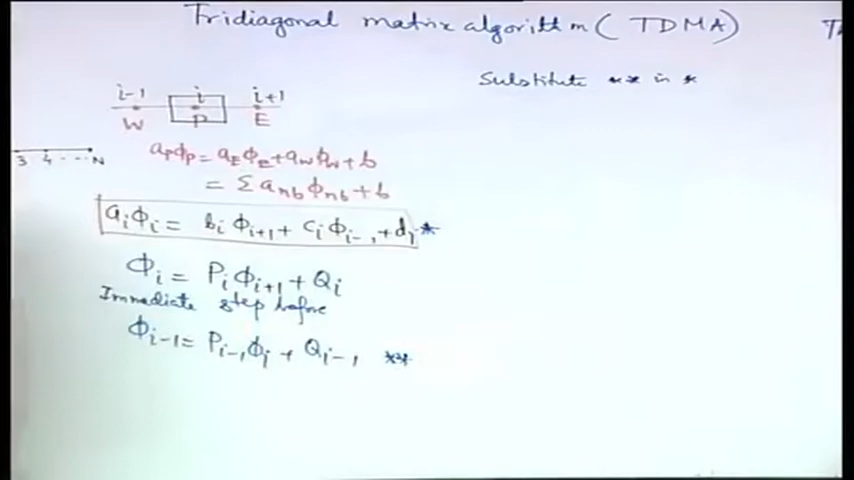 Tridiagonal matrix algorithm (TDMA)
Substitute ** in *
i-1 i i+1
W P E
3 4 ... N
aPϕP = aEϕE + aWϕW + b
= Σ anbϕnb + b
aiϕi = biϕi+1 + ciϕi-1 + di *
ϕi = Piϕi+1 + Qi
Immediate step before
ϕi-1 = Pi-1ϕi + Qi-1 **